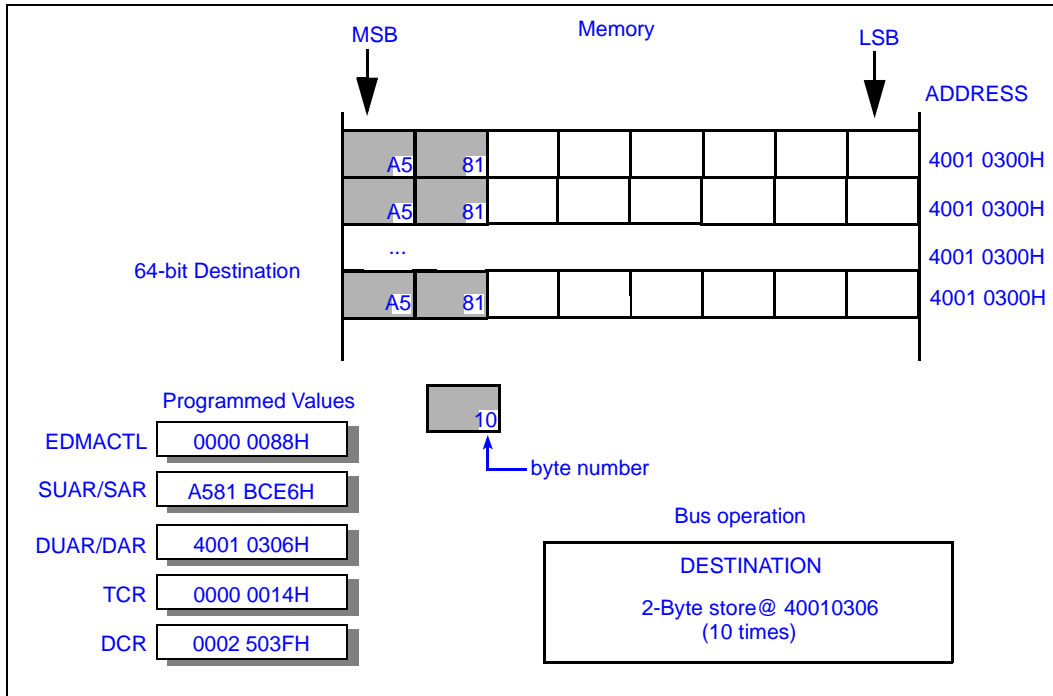 MSB Memory LSB
ADDRESS
A5 81 4001 0300H
A5 81 4001 0300H
... 4001 0300H
64-bit Destination
A5 81 4001 0300H
Programmed Values
10
byte number
EDMACTL 0000 0088H
SUAR/SAR A581 BCE6H
DUAR/DAR 4001 0306H
TCR 0000 0014H
DCR 0002 503FH
Bus operation
DESTINATION
2-Byte store@ 40010306
(10 times)